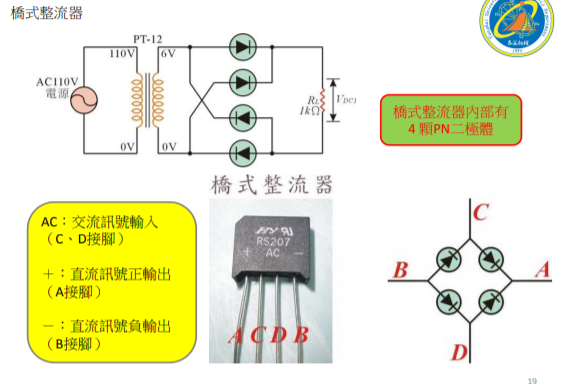 橋式整流器
PT-12
110V
6V
AC110V
電源
RL
1kΩ
VDC1
0V
0V
橋式整流器
橋式整流器內部有
4 顆PN二極體
AC：交流訊號輸入
（C、D接腳）
＋：直流訊號正輸出
（A接腳）
－：直流訊號負輸出
（B接腳）
RS207
+ AC -
A C D B
C
B
A
D
19